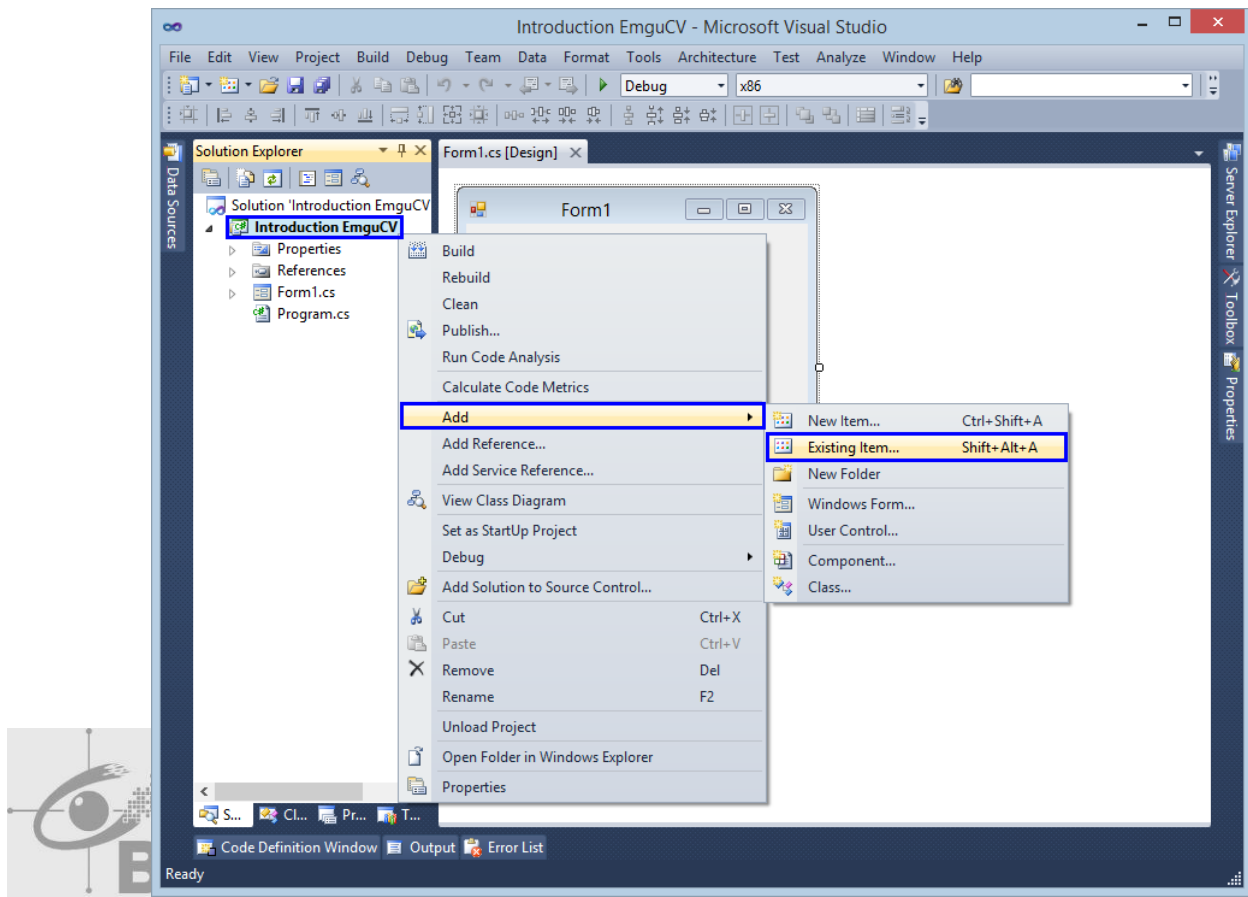 Introduction EmguCV - Microsoft Visual Studio
File Edit View Project Build Debug Team Data Format Tools Architecture Test Analyze Window Help
Debug x86
Data Sources
Solution Explorer
Form1.cs [Design]
Solution 'Introduction EmguCV
Introduction EmguCV
Properties
References
Form1.cs
Program.cs
Form1
Build
Rebuild
Clean
Publish...
Run Code Analysis
Calculate Code Metrics
Add
Add Reference...
Add Service Reference...
View Class Diagram
Set as StartUp Project
Debug
Add Solution to Source Control...
Cut Ctrl+X
Paste Ctrl+V
Remove Del
Rename F2
Unload Project
Open Folder in Windows Explorer
Properties
New Item... Ctrl+Shift+A
Existing Item... Shift+Alt+A
New Folder
Windows Form...
User Control...
Component...
Class...
Server Explorer
Toolbox
Properties
S... Cl... Pr... T...
Code Definition Window Output Error List
Ready
B